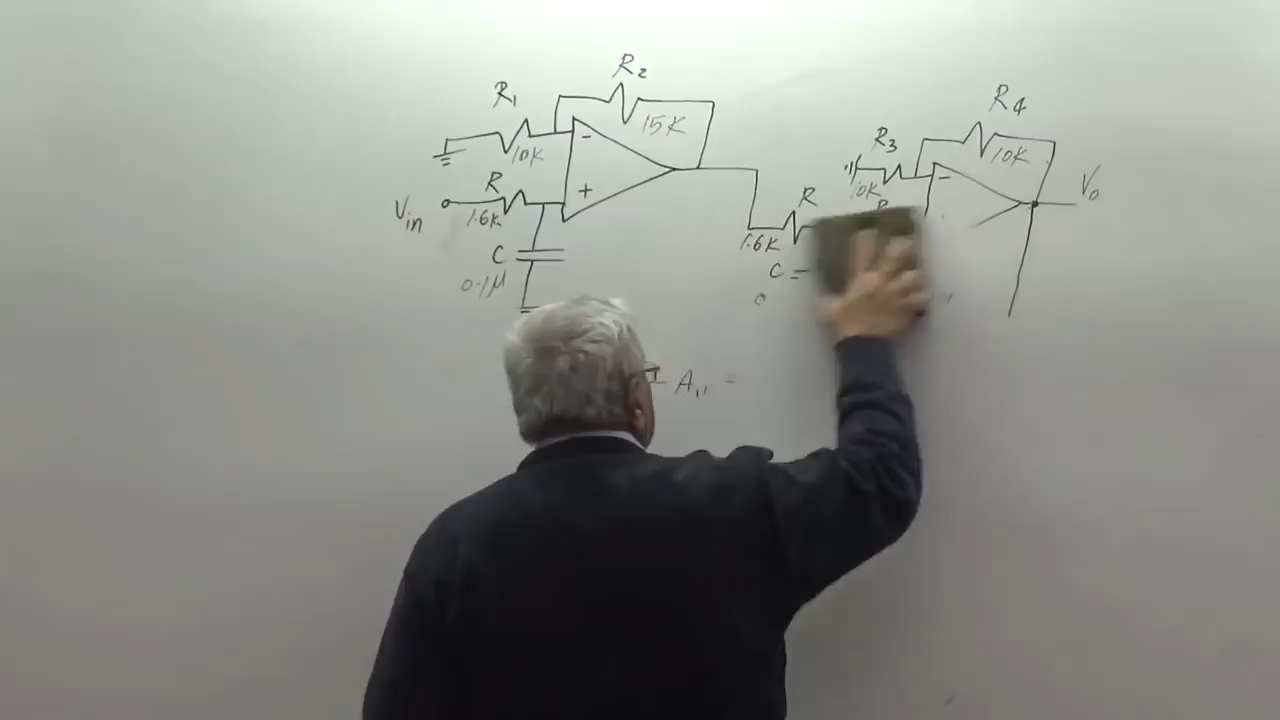 R₁
R₂
15K
10K
-
+
R
1.6K
Vin
C
0.1μ
R₃
10K
R₄
10K
-
V₀
R
1.6K
C
A =